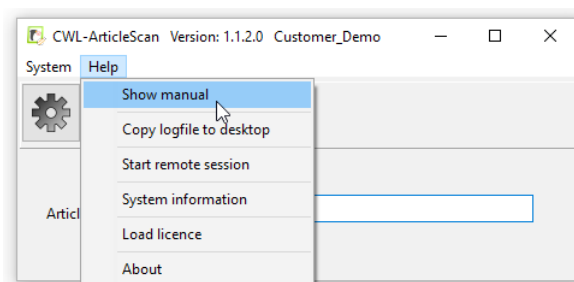 CWL-ArticleScan Version: 1.1.2.0 Customer_Demo
System Help
Show manual
Copy logfile to desktop
Start remote session
System information
Articl
Load licence
About